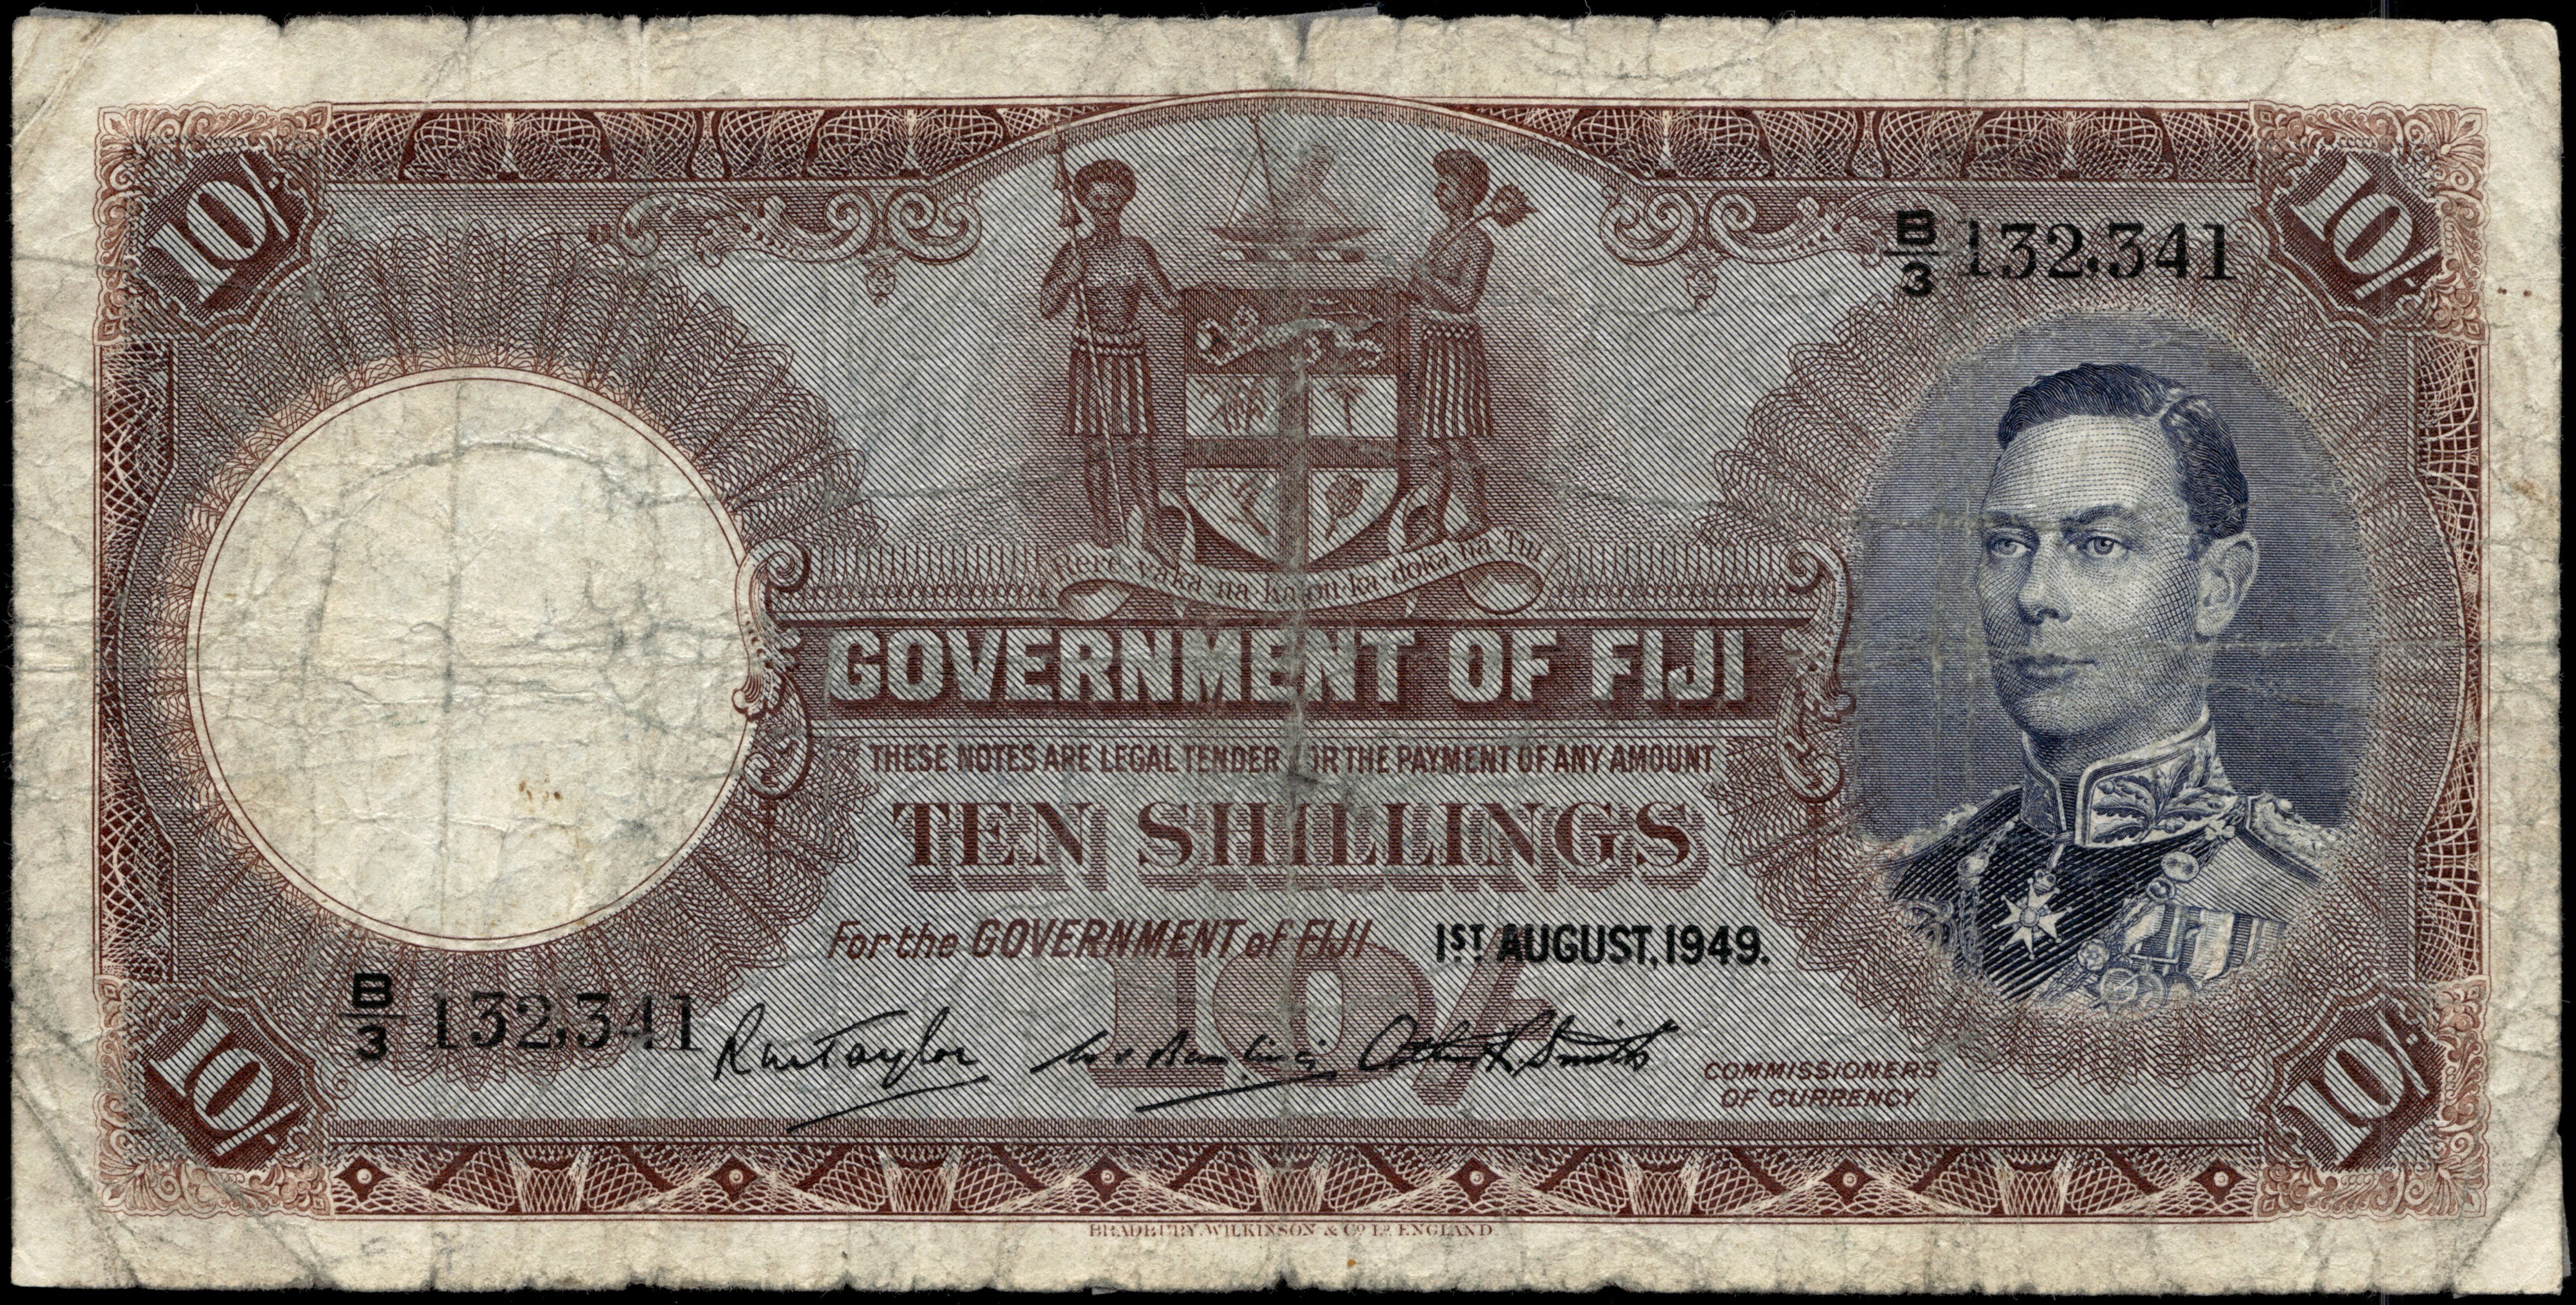 10/- 10/-
B/3 132,341
Rere vaka na kalou ka doka na Tui
GOVERNMENT OF FIJI
THESE NOTES ARE LEGAL TENDER FOR THE PAYMENT OF ANY AMOUNT
TEN SHILLINGS
For the GOVERNMENT of FIJI 1ST AUGUST, 1949.
10/-
B/3 132,341
COMMISSIONERS
OF CURRENCY
10/- 10/-
BRADBURY, WILKINSON & Co Ld ENGLAND.